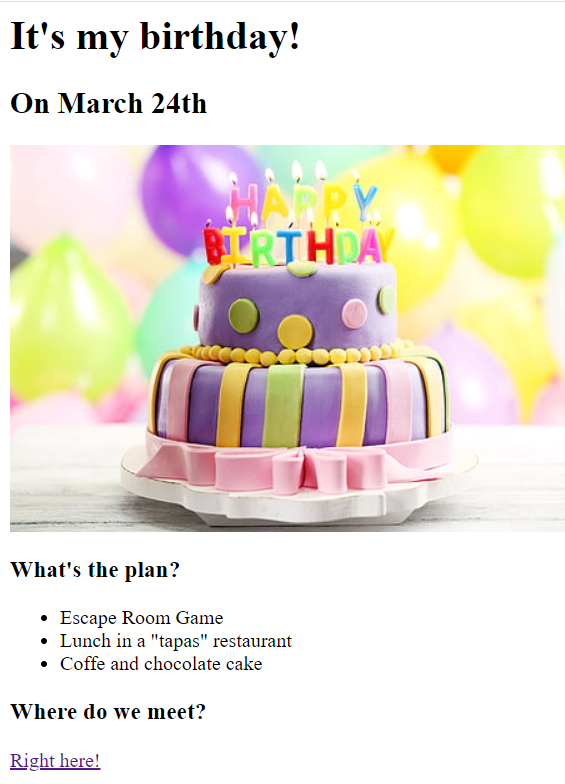 It's my birthday!
On March 24th
HAPPY
BIRTHDAY
What's the plan?
Escape Room Game
Lunch in a "tapas" restaurant
Coffe and chocolate cake
Where do we meet?
Right here!